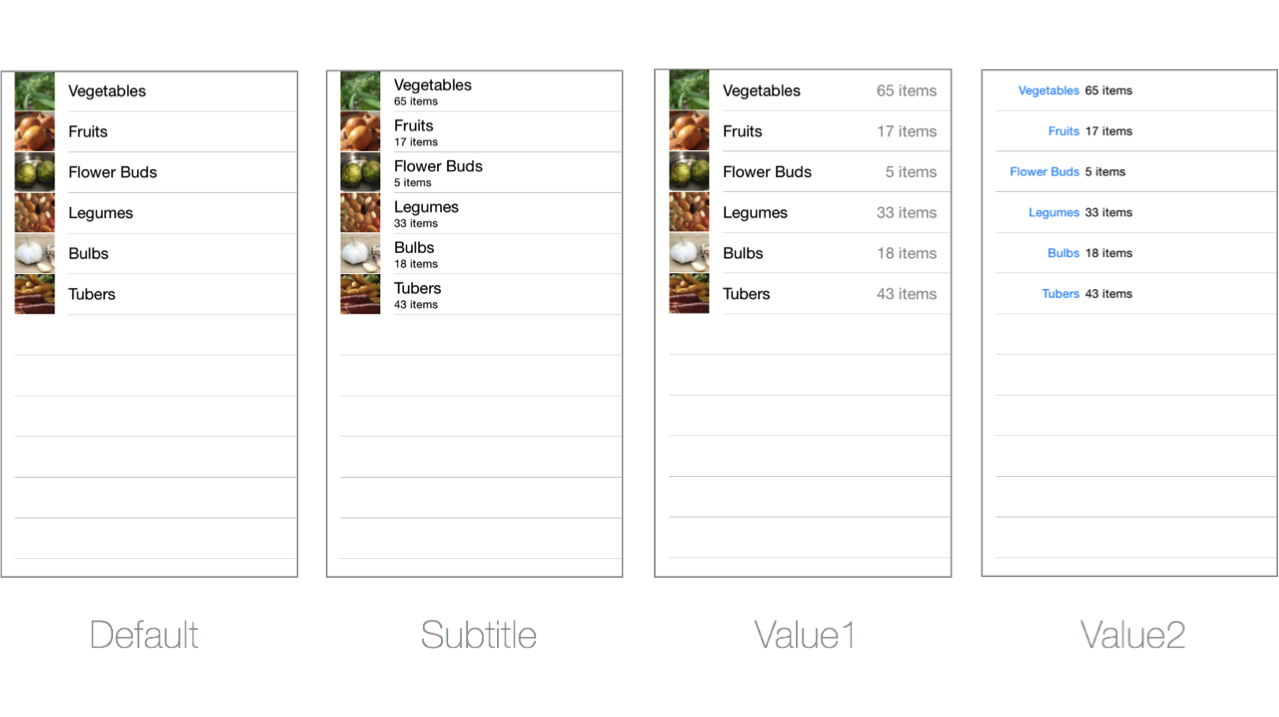 Vegetables
Fruits
Flower Buds
Legumes
Bulbs
Tubers
Default
Vegetables
65 items
Fruits
17 items
Flower Buds
5 items
Legumes
33 items
Bulbs
18 items
Tubers
43 items
Subtitle
Vegetables 65 items
Fruits 17 items
Flower Buds 5 items
Legumes 33 items
Bulbs 18 items
Tubers 43 items
Value1
Vegetables 65 items
Fruits 17 items
Flower Buds 5 items
Legumes 33 items
Bulbs 18 items
Tubers 43 items
Value2